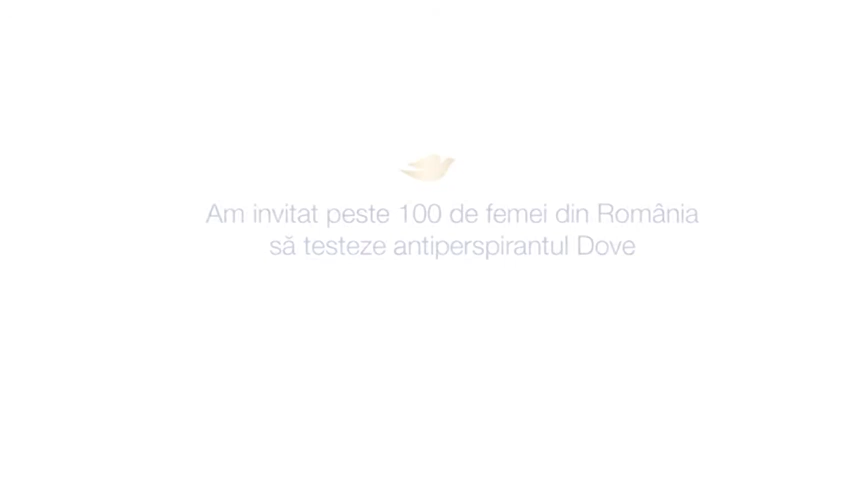 Am invitat peste 100 de femei din România
să testeze antiperspirantul Dove